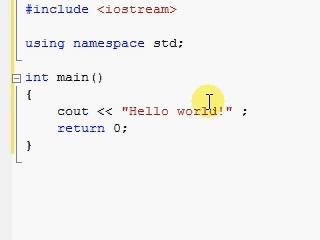 #include <iostream>
using namespace std;
int main()
{
cout << "Hello world!" ;
return 0;
}